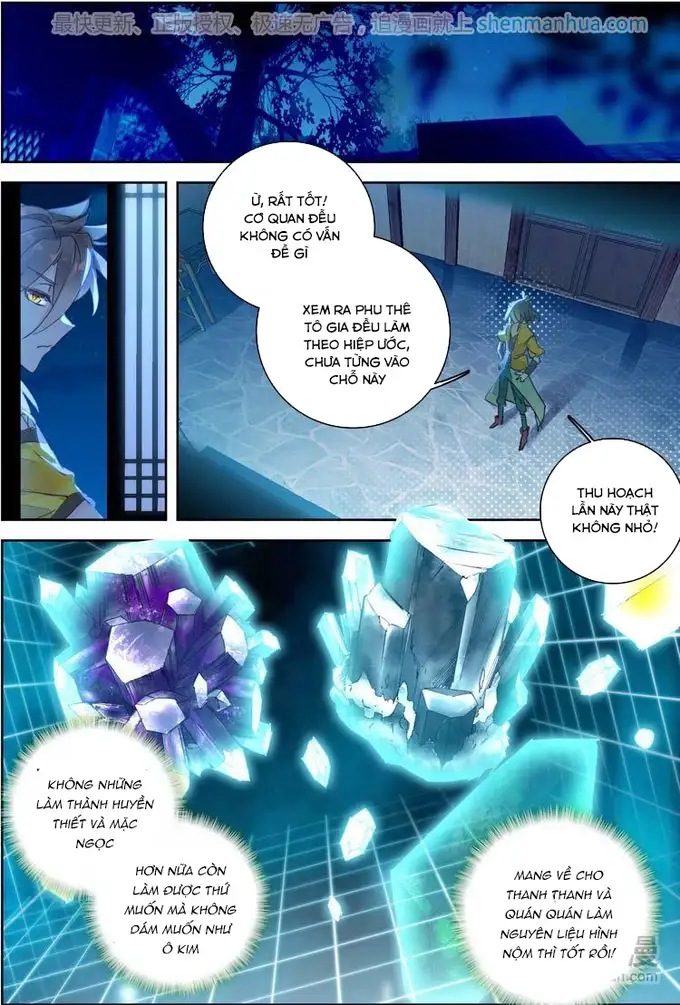 最快更新、正版授权、极速无广告，追漫画就上 shenmanhua.com
Ừ, RẤT TỐT!
CƠ QUAN ĐỀU
KHÔNG CÓ VẤN
ĐỀ GÌ
XEM RA PHU THÊ
TÔ GIA ĐỀU LÀM
THEO HIỆP ƯỚC,
CHƯA TỪNG VÀO
CHỖ NÀY
THU HOẠCH
LẦN NÀY THẬT
KHÔNG NHỎ!
KHÔNG NHỮNG
LÀM THÀNH HUYỀN
THIẾT VÀ MẶC
NGỌC
HƠN NỮA CÒN
LÀM ĐƯỢC THỨ
MUỐN MÀ KHÔNG
DÁM MUỐN NHƯ
Ô KIM
MANG VỀ CHO
THANH THANH VÀ
QUÁN QUÁN LÀM
NGUYÊN LIỆU HÌNH
NỘM THÌ TỐT RỒI!
漫